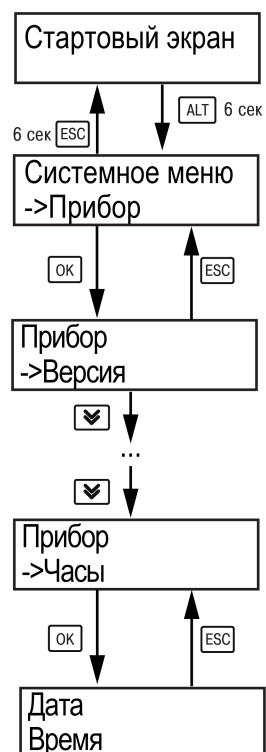 Стартовый экран
ALT 6 сек
6 сек ESC
Системное меню
->Прибор
OK
ESC
Прибор
->Версия
...
Прибор
->Часы
OK
ESC
Дата
Время